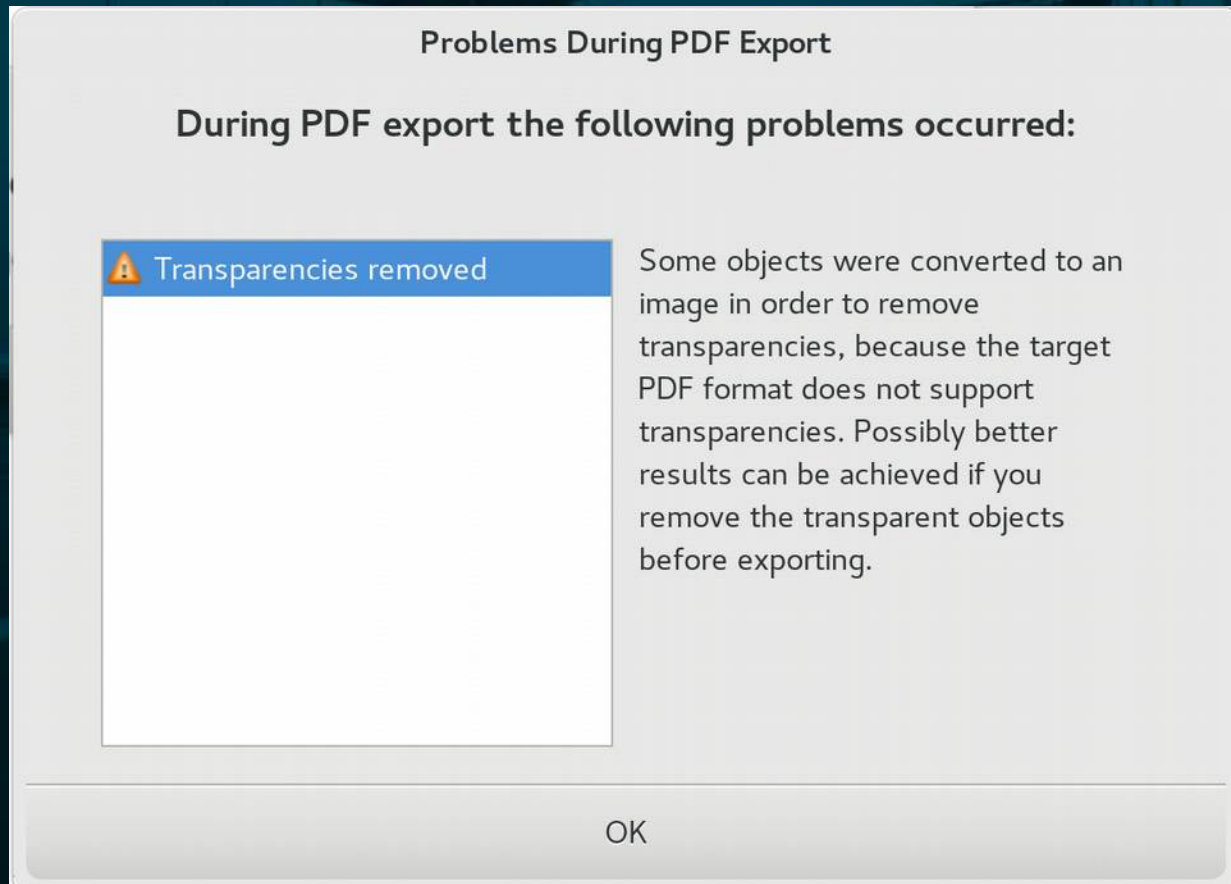 Problems During PDF Export
During PDF export the following problems occurred:
Transparencies removed
Some objects were converted to an
image in order to remove
transparencies, because the target
PDF format does not support
transparencies. Possibly better
results can be achieved if you
remove the transparent objects
before exporting.
OK